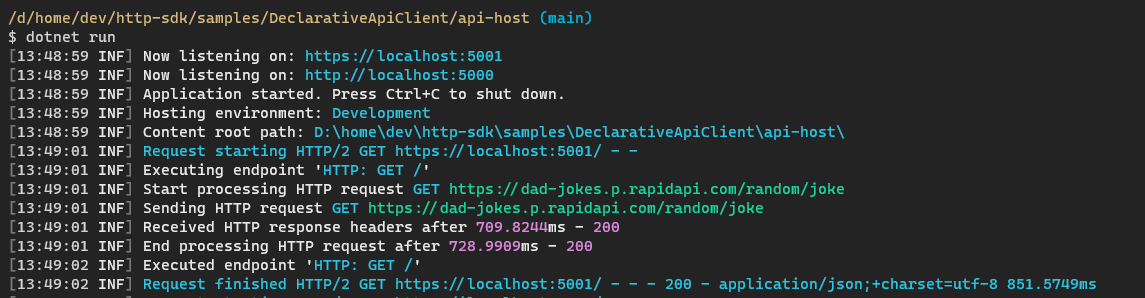 /d/home/dev/http-sdk/samples/DeclarativeApiClient/api-host (main)
$ dotnet run
[13:48:59 INF] Now listening on: https://localhost:5001
[13:48:59 INF] Now listening on: http://localhost:5000
[13:48:59 INF] Application started. Press Ctrl+C to shut down.
[13:48:59 INF] Hosting environment: Development
[13:48:59 INF] Content root path: D:\home\dev\http-sdk\samples\DeclarativeApiClient\api-host\
[13:49:01 INF] Request starting HTTP/2 GET https://localhost:5001/ - -
[13:49:01 INF] Executing endpoint 'HTTP: GET /'
[13:49:01 INF] Start processing HTTP request GET https://dad-jokes.p.rapidapi.com/random/joke
[13:49:01 INF] Sending HTTP request GET https://dad-jokes.p.rapidapi.com/random/joke
[13:49:01 INF] Received HTTP response headers after 709.8244ms - 200
[13:49:01 INF] End processing HTTP request after 728.9909ms - 200
[13:49:02 INF] Executed endpoint 'HTTP: GET /'
[13:49:02 INF] Request finished HTTP/2 GET https://localhost:5001/ - - - 200 - application/json;+charset=utf-8 851.5749ms